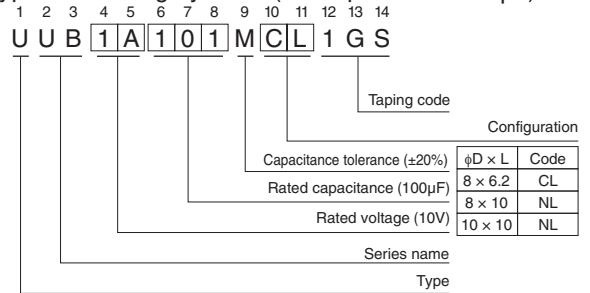 1 2 3 4 5 6 7 8 9 10 11 12 13 14
U U B 1 A 1 0 1 M C L 1 G S
Taping code
Configuration
Capacitance tolerance (±20%)
Rated capacitance (100µF)
Rated voltage (10V)
Series name
Type
ϕD × L Code
8 × 6.2 CL
8 × 10 NL
10 × 10 NL